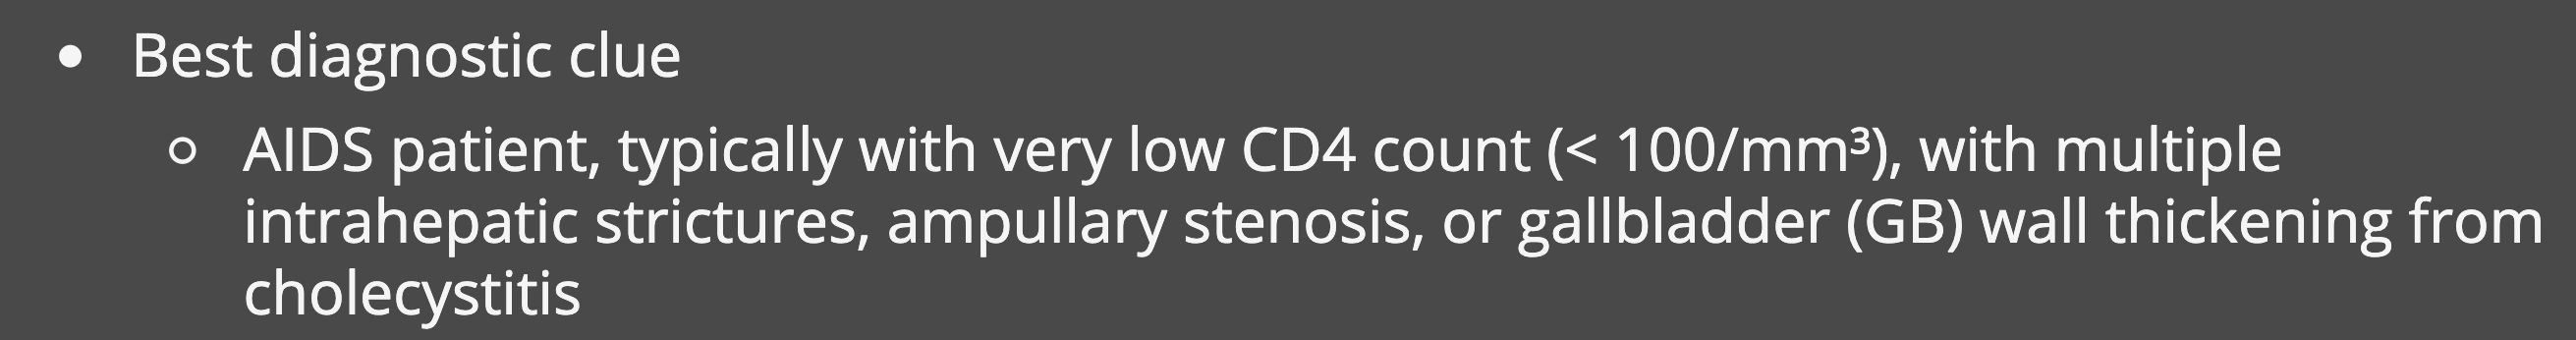 • Best diagnostic clue
○ AIDS patient, typically with very low CD4 count (< 100/mm³), with multiple
intrahepatic strictures, ampullary stenosis, or gallbladder (GB) wall thickening from
cholecystitis